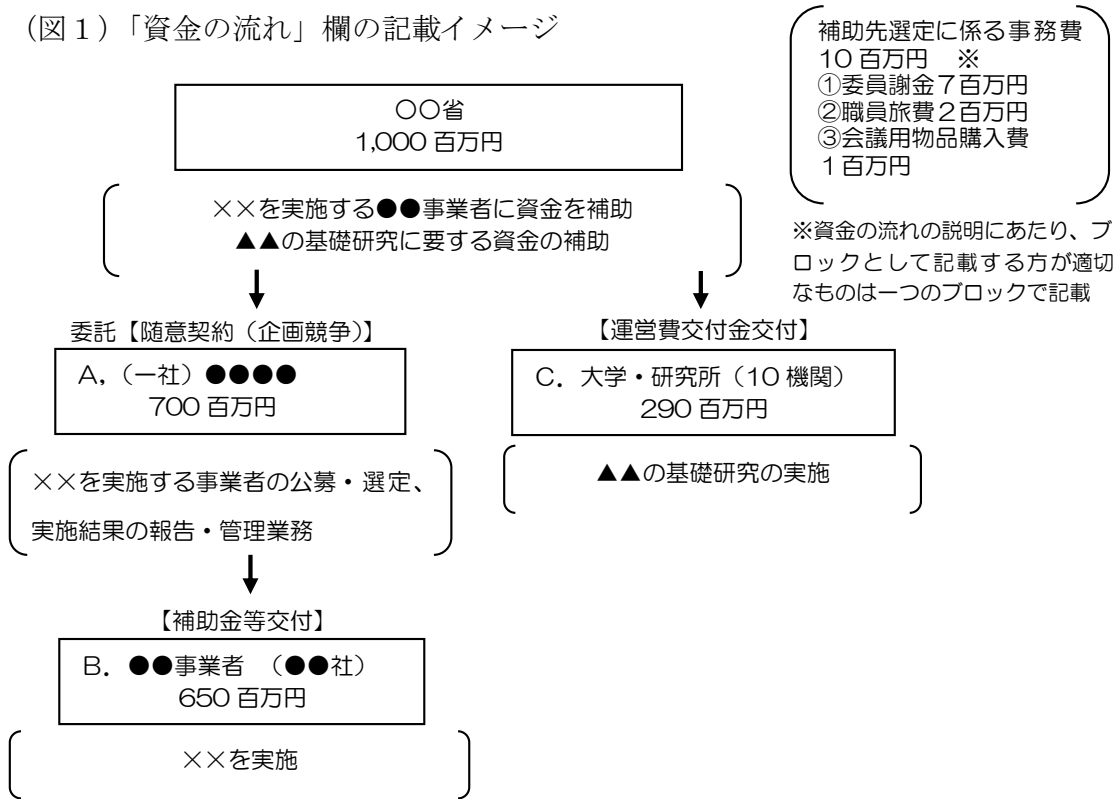 (図１)「資金の流れ」欄の記載イメージ
補助先選定に係る事務費
10 百万円　※
①委員謝金７百万円
②職員旅費２百万円
③会議用物品購入費
１百万円
※資金の流れの説明にあたり、ブ
ロックとして記載する方が適切
なものは一つのブロックで記載
〇〇省
1,000 百万円
××を実施する●●事業者に資金を補助
▲▲の基礎研究に要する資金の補助
委託【随意契約（企画競争）】
A,（一社）●●●●
700 百万円
××を実施する事業者の公募・選定、
実施結果の報告・管理業務
【補助金等交付】
B．●●事業者　（●●社）
650 百万円
××を実施
【運営費交付金交付】
C．大学・研究所（10 機関）
290 百万円
▲▲の基礎研究の実施